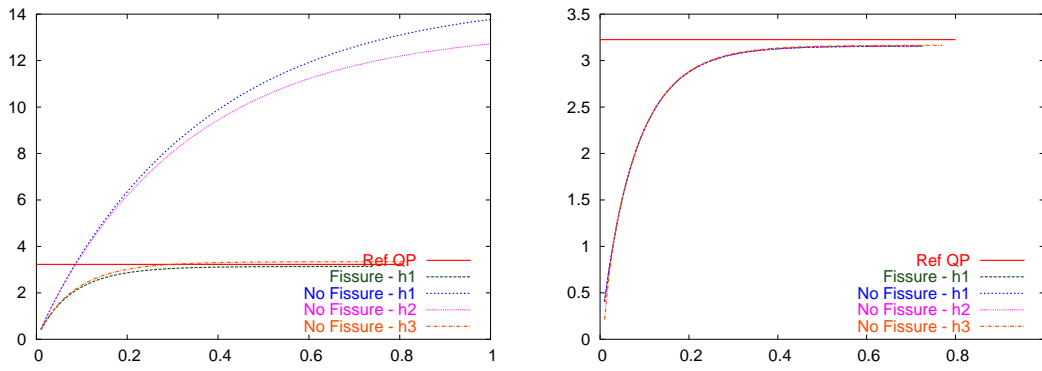 14
12
10
8
6
4
2
0
0 0.2 0.4 0.6 0.8 1
Ref QP
Fissure - h1
No Fissure - h1
No Fissure - h2
No Fissure - h3
3.5
3
2.5
2
1.5
1
0.5
0
0 0.2 0.4 0.6 0.8
Ref QP
Fissure - h1
No Fissure - h1
No Fissure - h2
No Fissure - h3